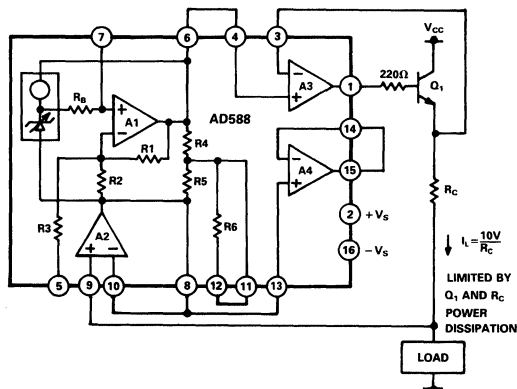 6 4 3
7
V_CC
R_B
+
A1
−
AD588
−
A3
+
1
220Ω
Q_1
R1
R4
14
−
A4
+
15
R2
R5
R3
R6
R_C
2 +V_S
A2
+ −
16 −V_S
I_L = 10V/R_C
5 9 10 8 12 11 13
LIMITED BY
Q_1 AND R_C
POWER
DISSIPATION
LOAD